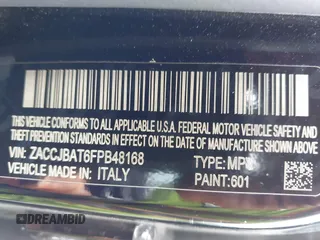 THIS VEHICLE CONFORMS TO ALL APPLICABLE U.S.A. FEDERAL MOTOR VEHICLE SAFETY
AND THEFT PREVENTION STANDARDS IN EFFECT ON THE DATE OF
MANUFACTURE SHOWN ABOVE.
VIN: ZACCJBAT6FPB48168 TYPE: MPV
VEHICLE MADE IN: ITALY PAINT: 601
DREAMBID